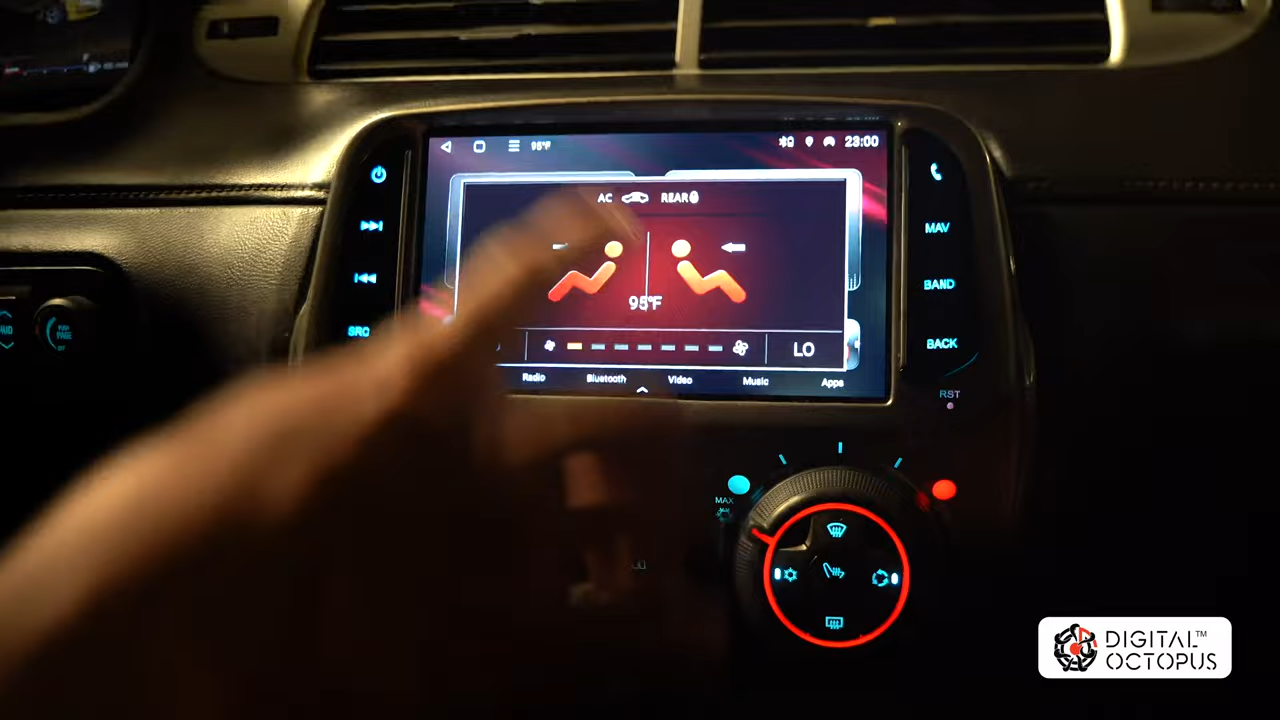 95°F
23:00
AC
REAR
95°F
LO
Radio
Bluetooth
Video
Music
Apps
SRC
MAV
BAND
BACK
RST
MAX
DIGITAL™
OCTOPUS